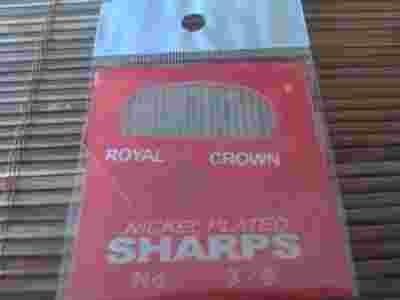 ROYAL CROWN
NICKEL PLATED
SHARPS
No